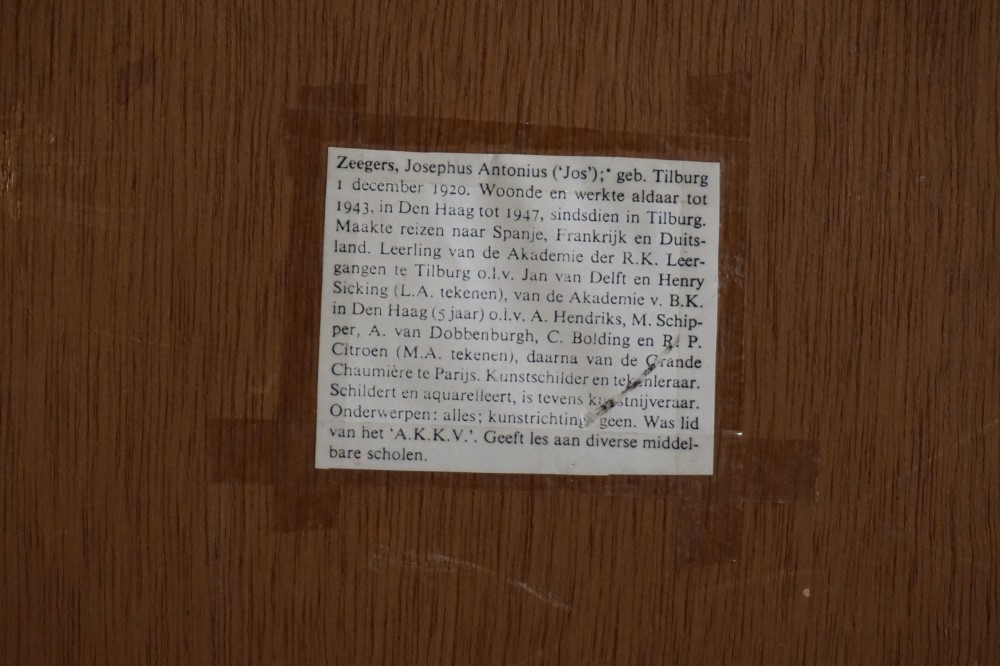 Zeegers, Josephus Antonius (‘Jos’);* geb. Tilburg
1 december 1920. Woonde en werkte aldaar tot
1943, in Den Haag tot 1947, sindsdien in Tilburg.
Maakte reizen naar Spanje, Frankrijk en Duits-
land. Leerling van de Akademie der R.K. Leer-
gangen te Tilburg o.l.v. Jan van Delft en Henry
Sicking (L.A. tekenen), van de Akademie v. B.K.
in Den Haag (5 jaar) o.l.v. A. Hendriks, M. Schip-
per, A. van Dobbenburgh, C. Bolding en R. P.
Citroen (M.A. tekenen), daarna van de Grande
Chaumière te Parijs. Kunstschilder en tekenleraar.
Schildert en aquarelleert, is tevens kunstnijveraar.
Onderwerpen: alles; kunstrichting geen. Was lid
van het ‘A.K.K.V.’. Geeft les aan diverse middel-
bare scholen.